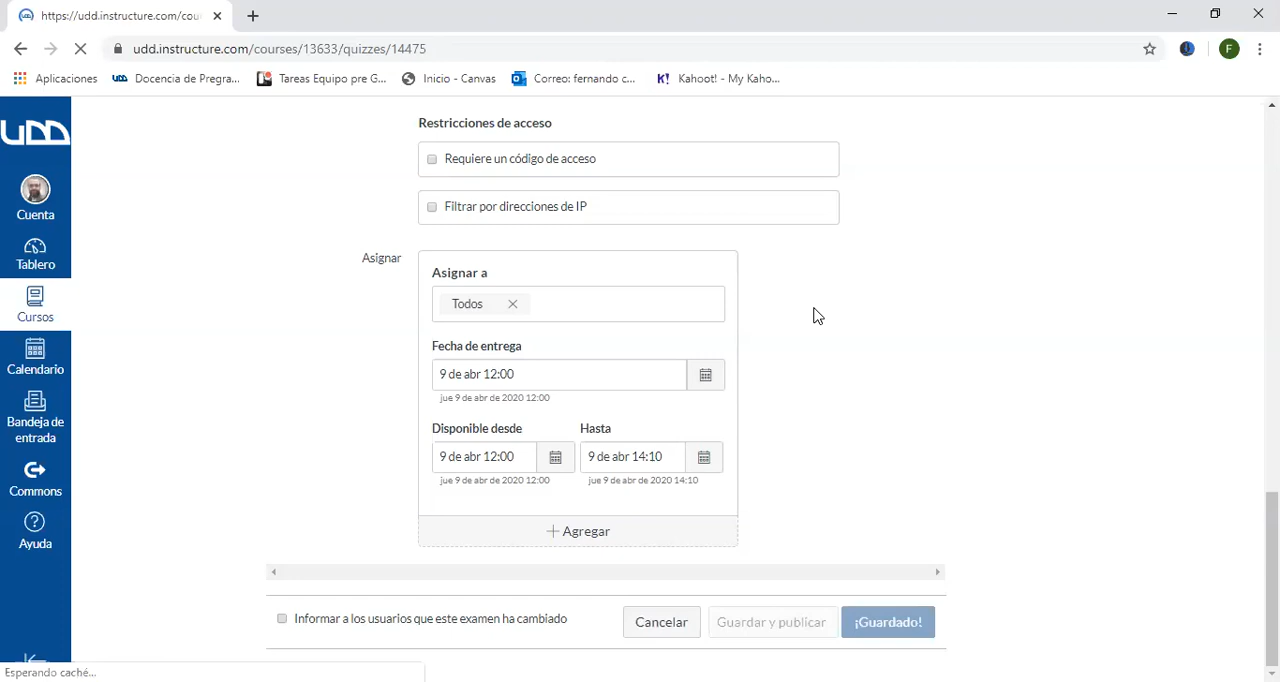 https://udd.instructure.com/cou
udd.instructure.com/courses/13633/quizzes/14475
F
Aplicaciones
UDD Docencia de Pregra...
Tareas Equipo pre G...
Inicio - Canvas
Correo: fernando c...
K! Kahoot! - My Kaho...
UDD
Cuenta
Tablero
Cursos
Calendario
Bandeja de
entrada
Commons
Ayuda
Restricciones de acceso
Requiere un código de acceso
Filtrar por direcciones de IP
Asignar
Asignar a
Todos
Fecha de entrega
9 de abr 12:00
jue 9 de abr de 2020 12:00
Disponible desde Hasta
9 de abr 12:00 9 de abr 14:10
jue 9 de abr de 2020 12:00 jue 9 de abr de 2020 14:10
+ Agregar
Informar a los usuarios que este examen ha cambiado
Cancelar Guardar y publicar ¡Guardado!
Esperando caché...